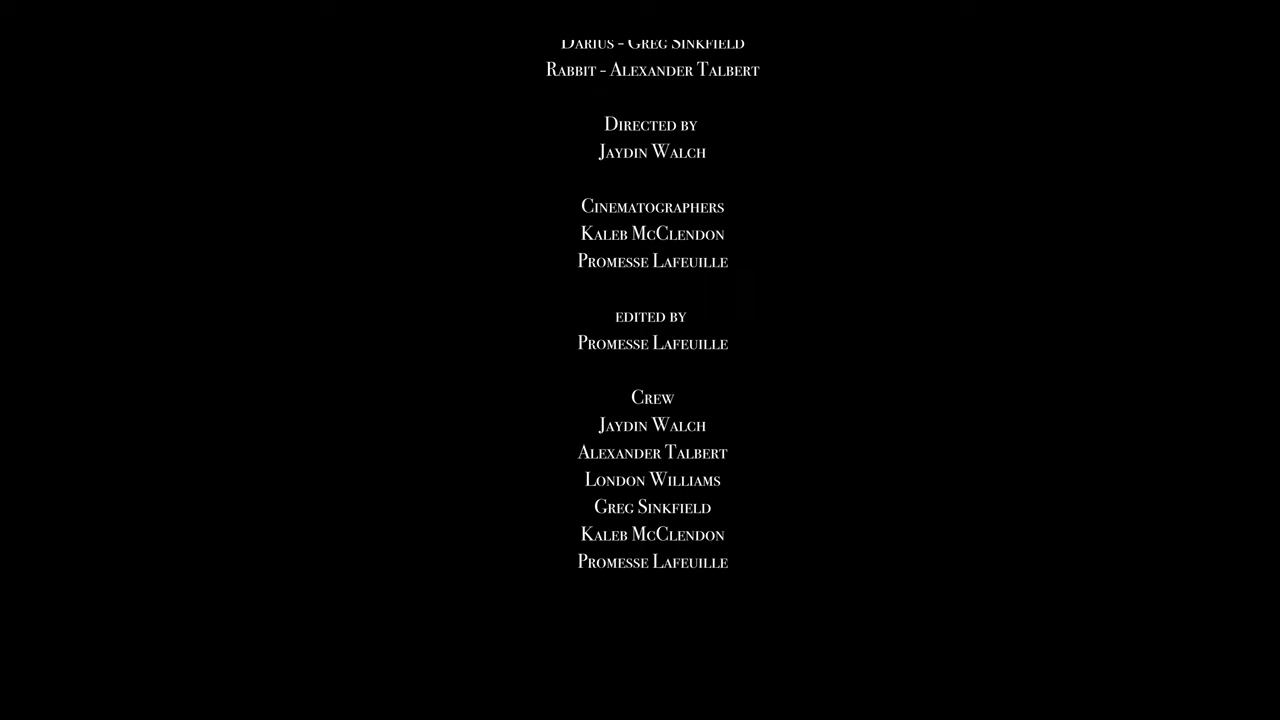 Darius - Greg Sinkfield
Rabbit - Alexander Talbert
Directed by
Jaydin Walch
Cinematographers
Kaleb McClendon
Promesse Lafeuille
edited by
Promesse Lafeuille
Crew
Jaydin Walch
Alexander Talbert
London Williams
Greg Sinkfield
Kaleb McClendon
Promesse Lafeuille